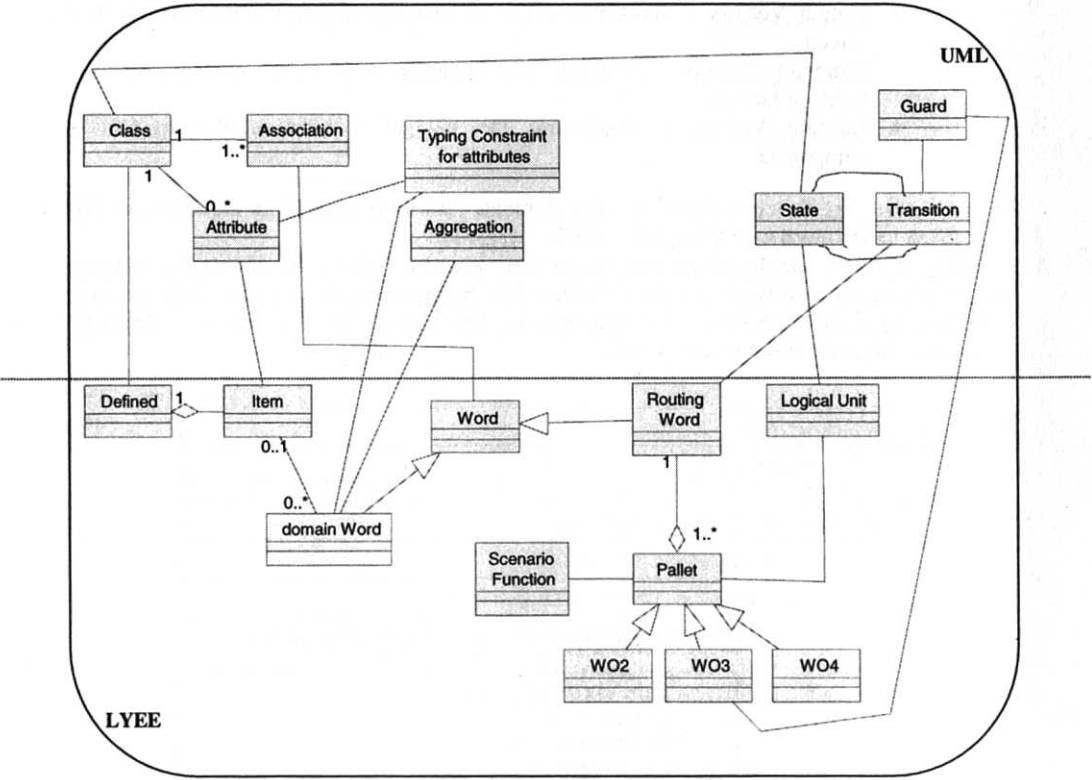 UML
Guard
Class
1
1..*
Association
Typing Constraint
for attributes
1
0..*
Attribute
Aggregation
State
Transition
Defined
1
Item
Word
Routing
Word
Logical Unit
0..1
0..*
1
domain Word
1..*
Scenario
Function
Pallet
WO2
WO3
WO4
LYEE